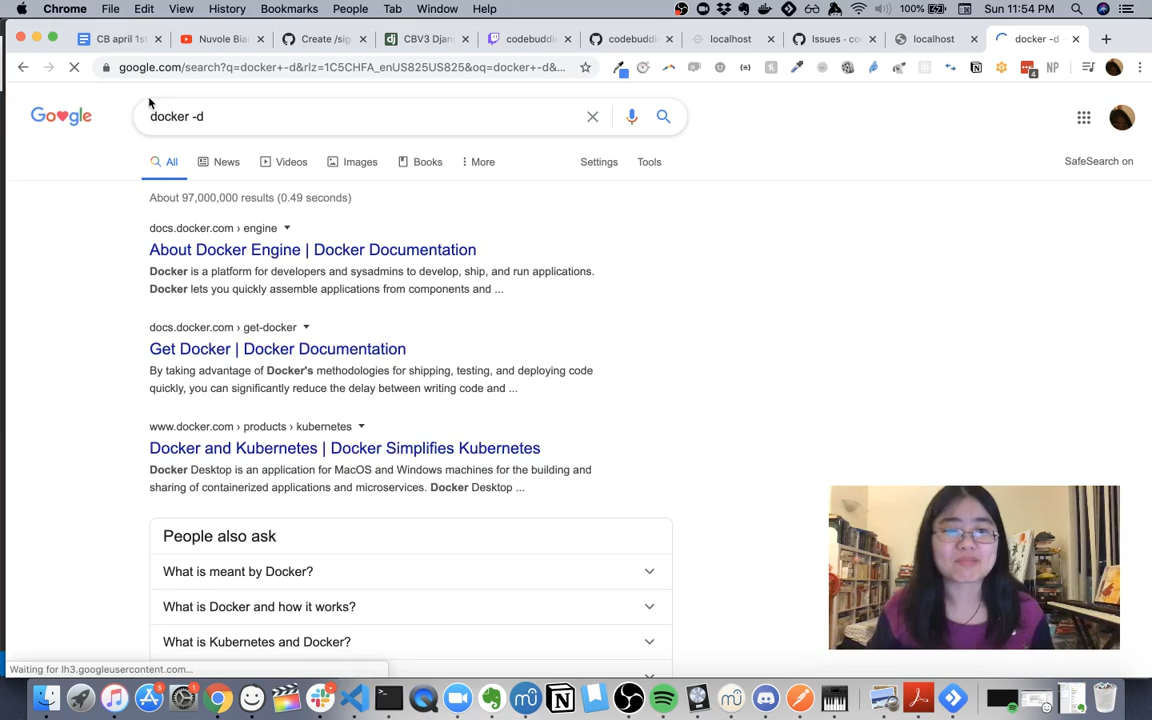 Chrome File Edit View History Bookmarks People Tab Window Help 100% Sun 11:54 PM
CB april 1st Nuvole Bia Create /sig CBV3 Djan codebuddi codebuddi localhost Issues · co localhost docker -d
google.com/search?q=docker+-d&rlz=1C5CHFA_enUS825US825&oq=docker+-d&... 4 NP
Google docker -d
All News Videos Images Books More Settings Tools SafeSearch on
About 97,000,000 results (0.49 seconds)
docs.docker.com › engine
About Docker Engine | Docker Documentation
Docker is a platform for developers and sysadmins to develop, ship, and run applications.
Docker lets you quickly assemble applications from components and ...
docs.docker.com › get-docker
Get Docker | Docker Documentation
By taking advantage of Docker's methodologies for shipping, testing, and deploying code
quickly, you can significantly reduce the delay between writing code and ...
www.docker.com › products › kubernetes
Docker and Kubernetes | Docker Simplifies Kubernetes
Docker Desktop is an application for MacOS and Windows machines for the building and
sharing of containerized applications and microservices. Docker Desktop ...
People also ask
What is meant by Docker?
What is Docker and how it works?
What is Kubernetes and Docker?
Waiting for lh3.googleusercontent.com...